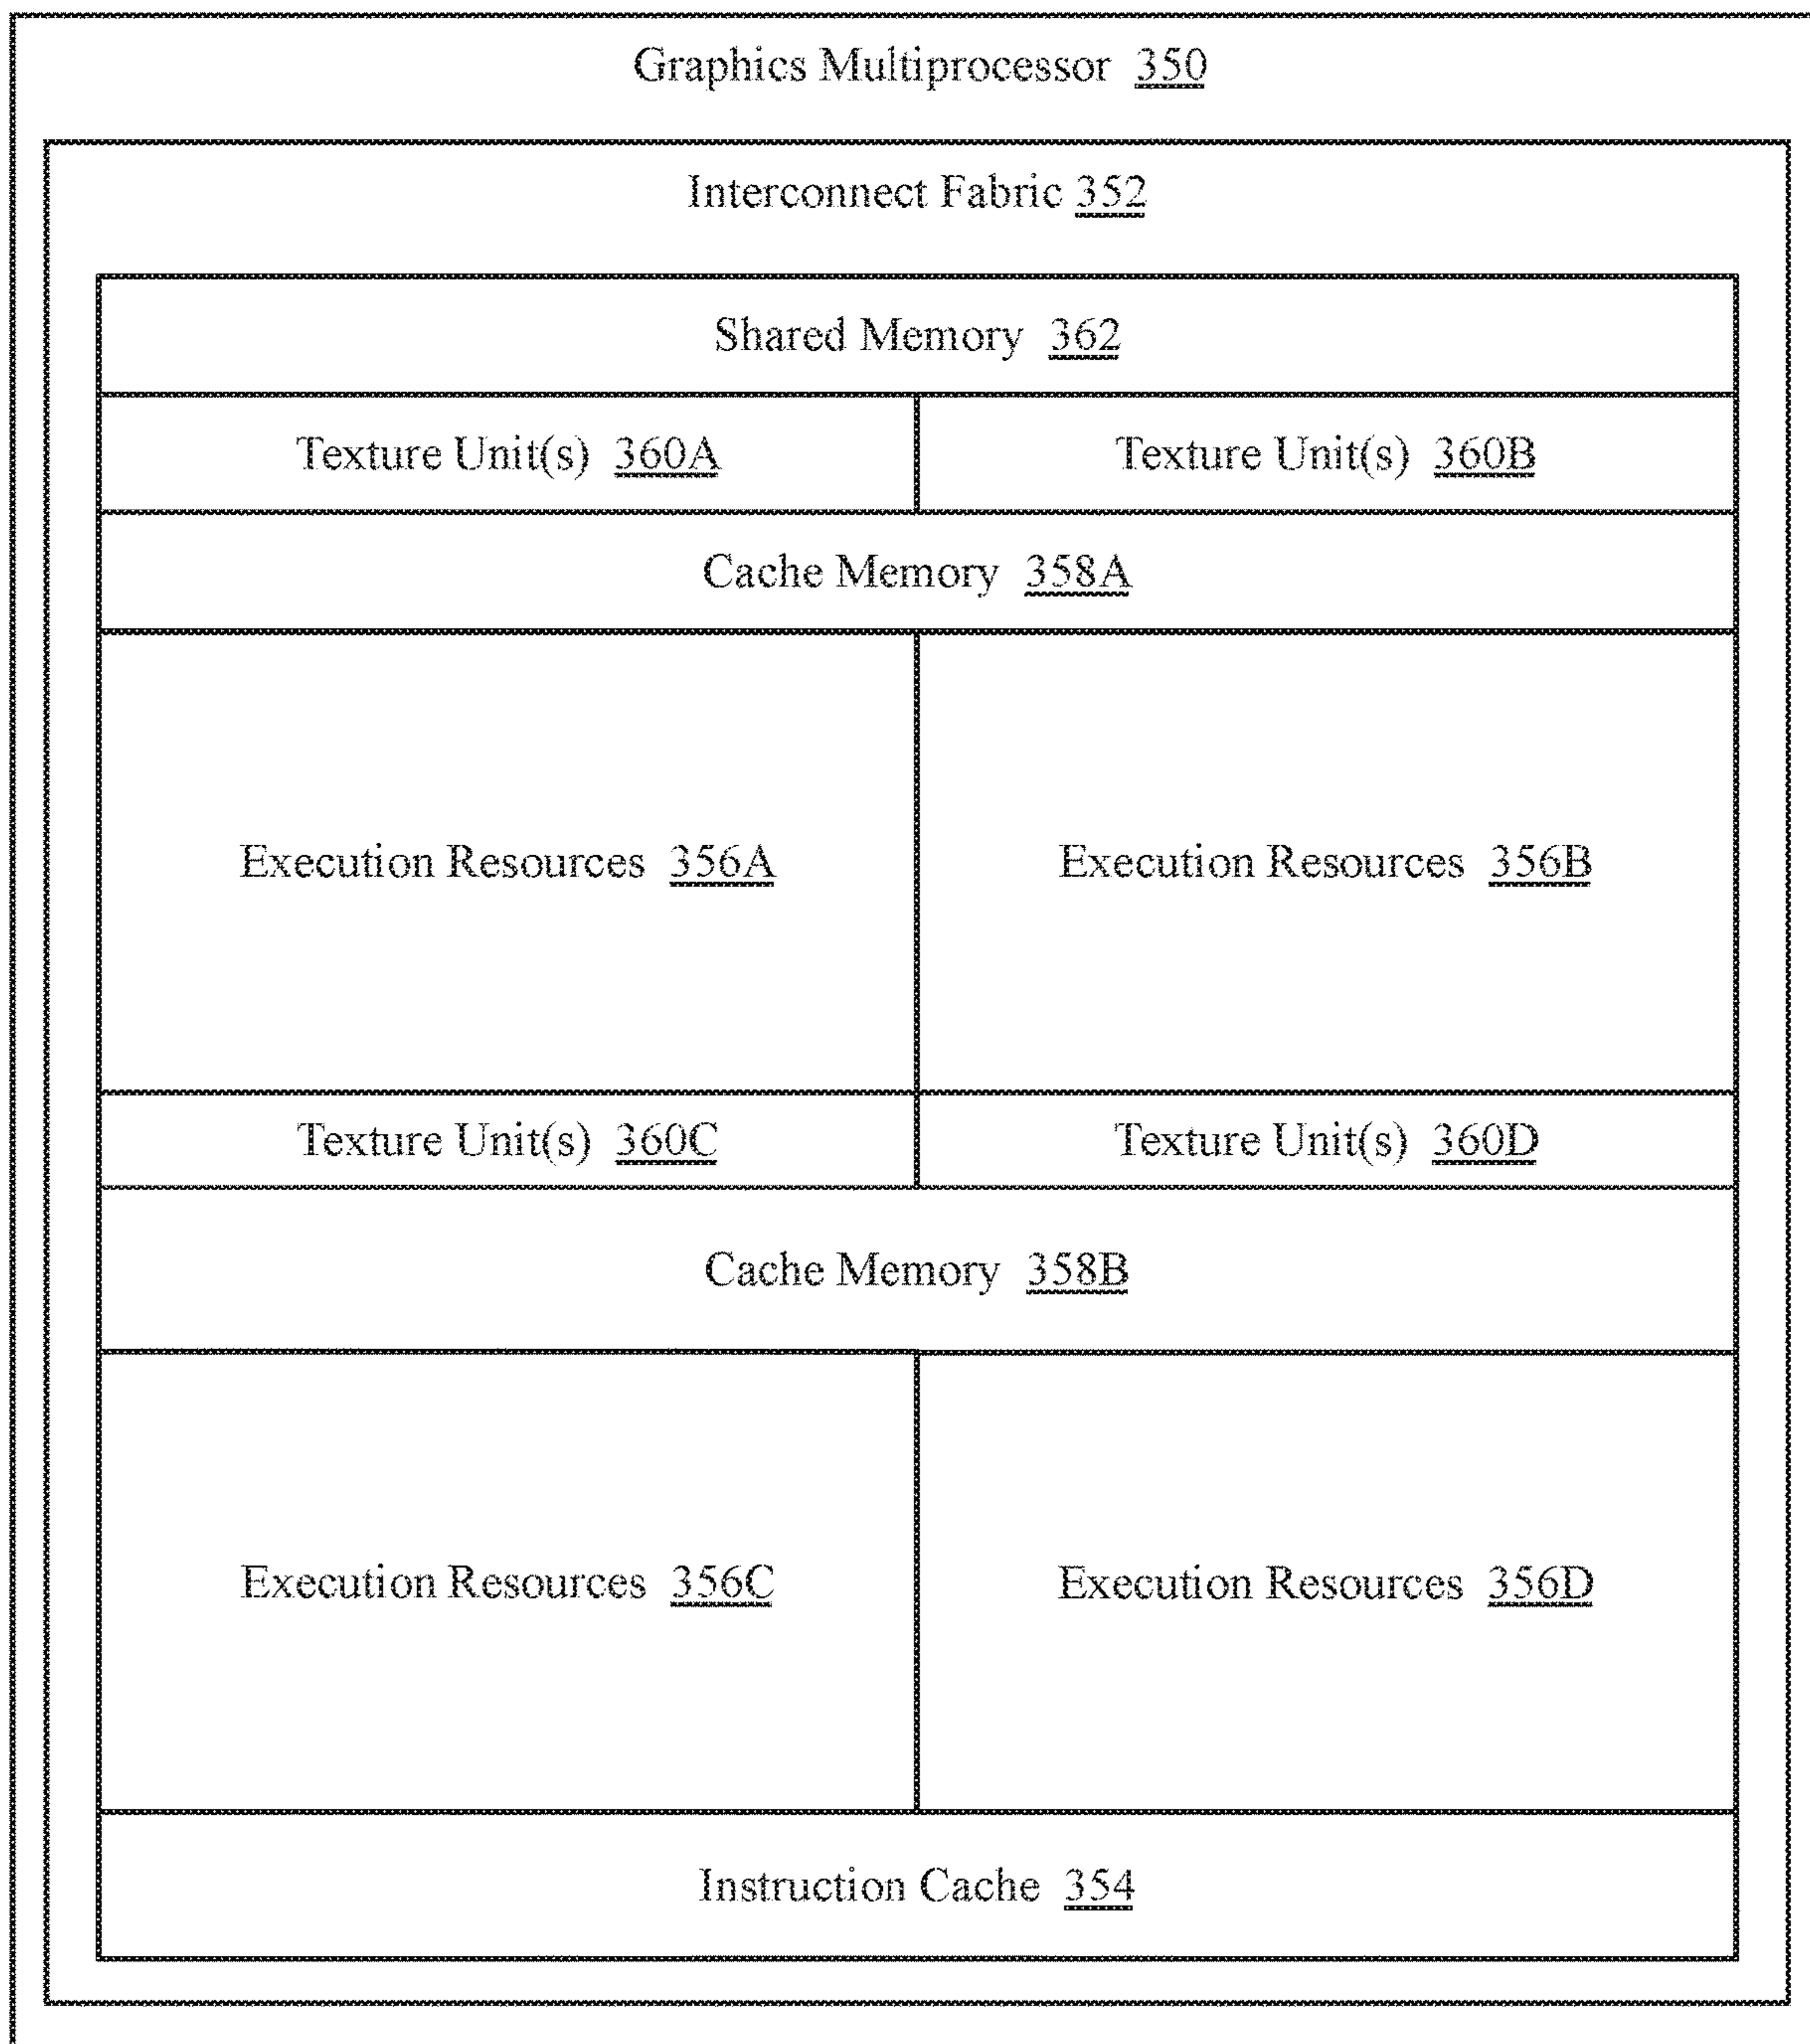 Graphics Multiprocessor 350
Interconnect Fabric 352
Shared Memory 362
Texture Unit(s) 360A
Texture Unit(s) 360B
Cache Memory 358A
Execution Resources 356A
Execution Resources 356B
Texture Unit(s) 360C
Texture Unit(s) 360D
Cache Memory 358B
Execution Resources 356C
Execution Resources 356D
Instruction Cache 354